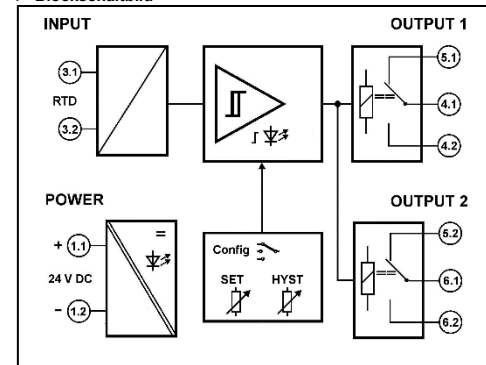 INPUT
OUTPUT 1
3.1
RTD
3.2
5.1
4.1
4.2
POWER
OUTPUT 2
+ 1.1
24 V DC
- 1.2
=
Config
SET HYST
5.2
6.1
6.2